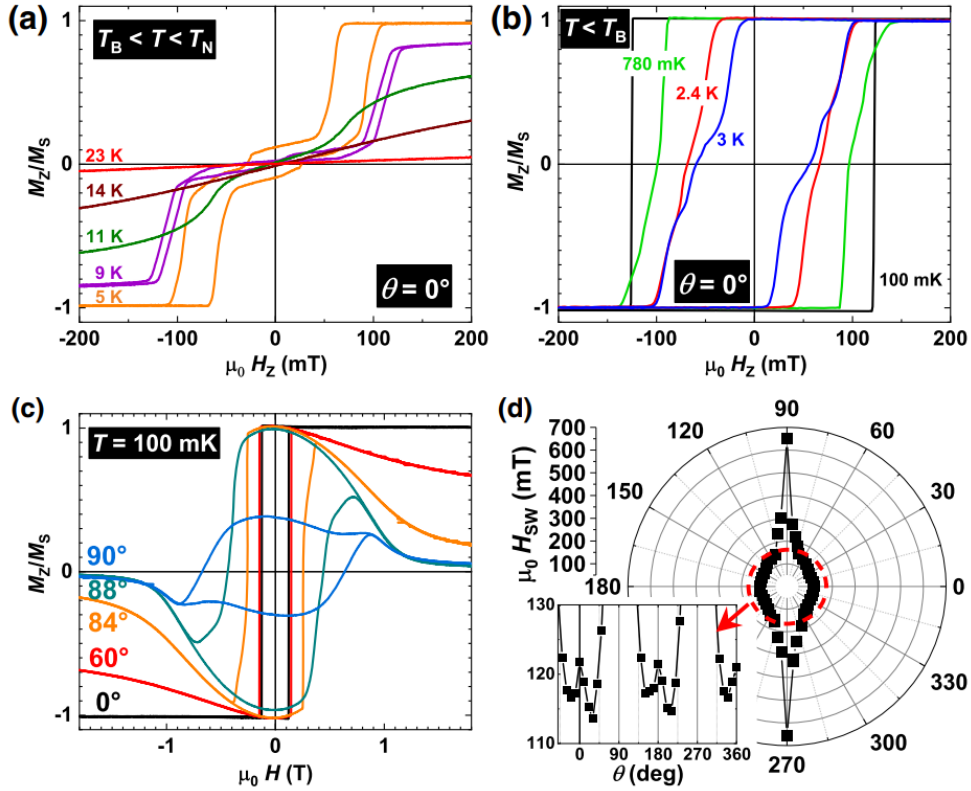 (a)
T_B < T < T_N
θ = 0°
23 K
14 K
11 K
9 K
5 K
M_Z/M_S
1
0
-1
-200 -100 0 100 200
μ₀ H_Z (mT)
(b)
T < T_B
780 mK
2.4 K
3 K
100 mK
θ = 0°
M_Z/M_S
1
0
-1
-200 -100 0 100 200
μ₀ H_Z (mT)
(c)
T = 100 mK
90°
88°
84°
60°
0°
M_Z/M_S
1
0
-1
-1 0 1
μ₀ H (T)
(d)
μ₀ H_SW (mT)
700
600
500
400
300
200
100
0
90
60
30
0
330
300
270
180
150
120
130
120
110
0 90 180 270 360
θ (deg)